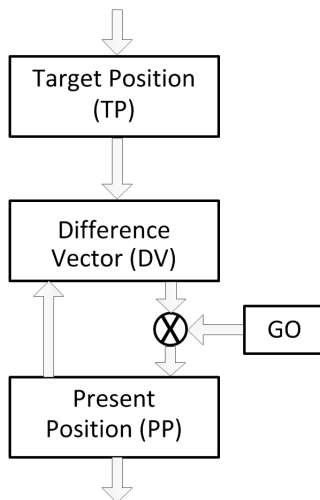 Target Position
(TP)
Difference
Vector (DV)
X
GO
Present
Position (PP)